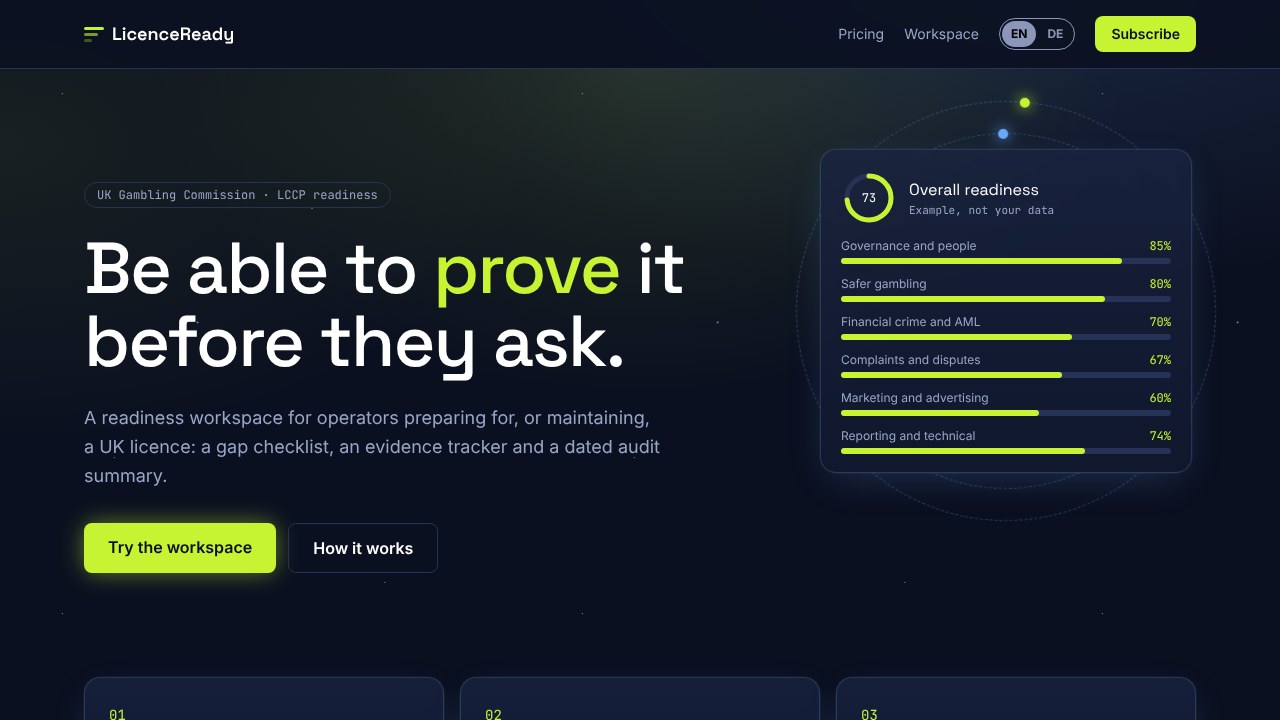 LicenceReady
Pricing
Workspace
EN
DE
Subscribe
UK Gambling Commission · LCCP readiness
Be able to prove it
before they ask.
A readiness workspace for operators preparing for, or maintaining,
a UK licence: a gap checklist, an evidence tracker and a dated audit
summary.
Try the workspace
How it works
73
Overall readiness
Example, not your data
Governance and people 85%
Safer gambling 80%
Financial crime and AML 70%
Complaints and disputes 67%
Marketing and advertising 60%
Reporting and technical 74%
01
02
03